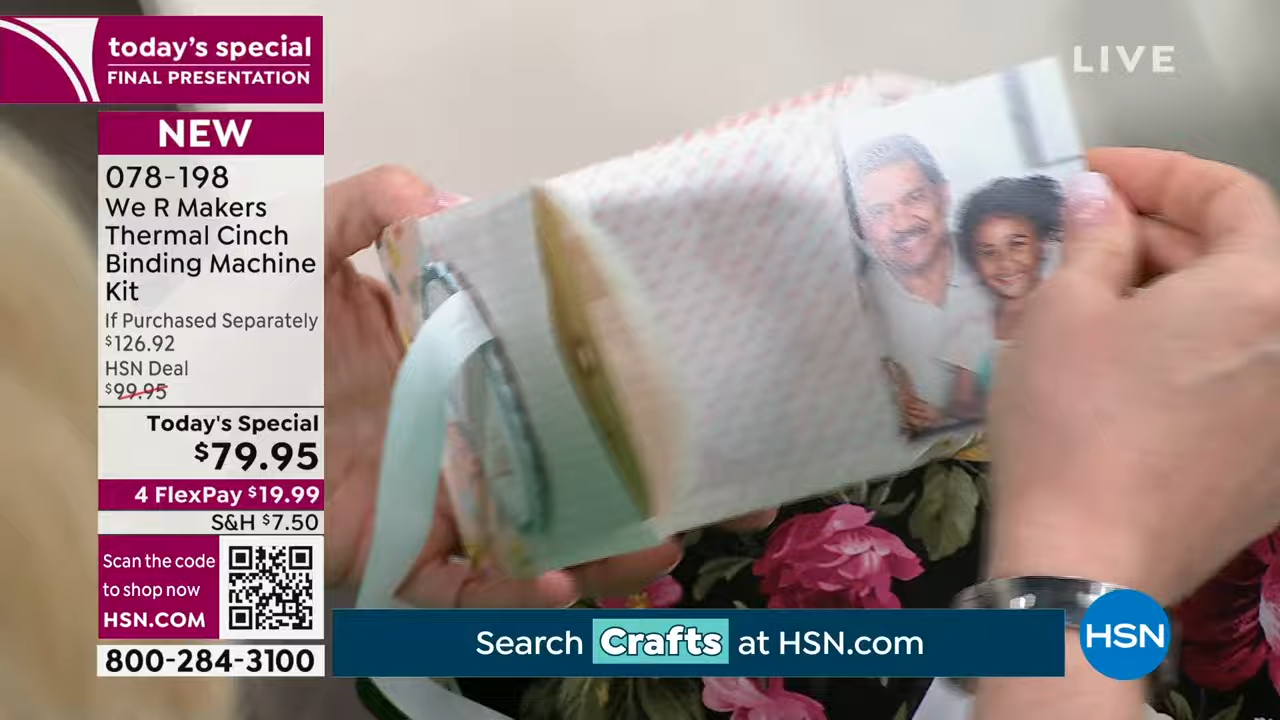 today's special
FINAL PRESENTATION
LIVE
NEW
078-198
We R Makers
Thermal Cinch
Binding Machine
Kit
If Purchased Separately
$126.92
HSN Deal
$99.95
Today's Special
$79.95
4 FlexPay $19.99
S&H $7.50
Scan the code
to shop now
HSN.COM
800-284-3100
Search Crafts at HSN.com
HSN